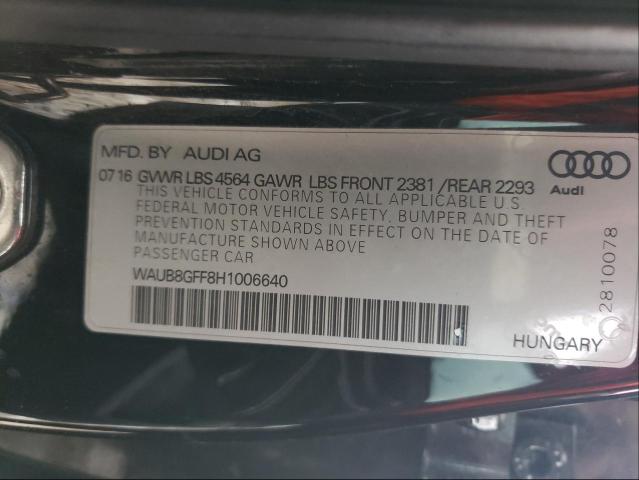 MFD. BY AUDI AG
07 16 GVWR LBS 4564 GAWR LBS FRONT 2381 /REAR 2293
THIS VEHICLE CONFORMS TO ALL APPLICABLE U.S.
FEDERAL MOTOR VEHICLE SAFETY, BUMPER AND THEFT
PREVENTION STANDARDS IN EFFECT ON THE DATE OF
MANUFACTURE SHOWN ABOVE
PASSENGER CAR
WAUB8GFF8H1006640
HUNGARY
Audi
2810078